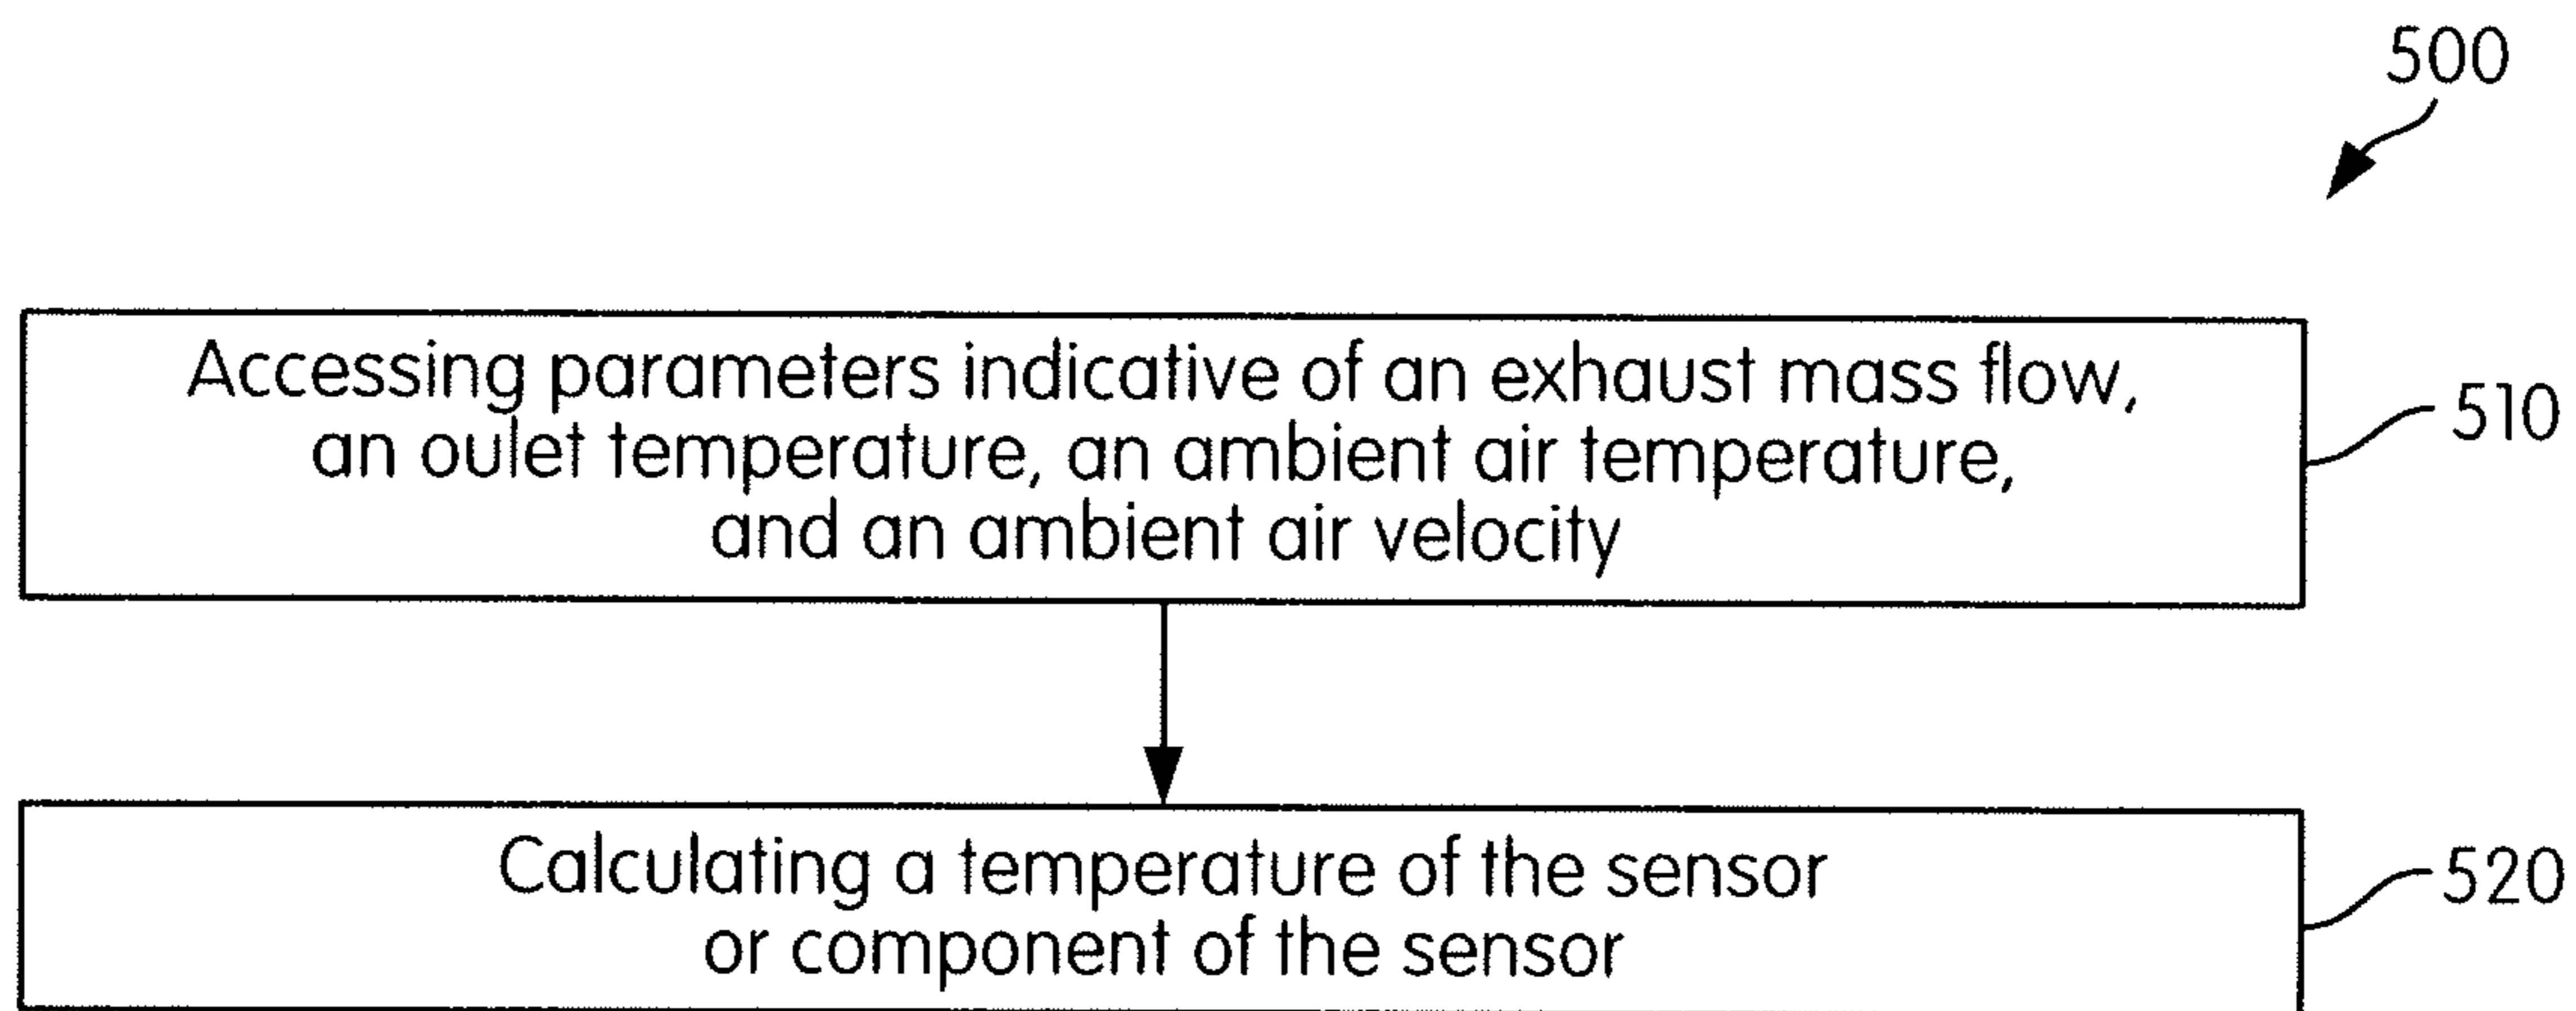 500
Accessing parameters indicative of an exhaust mass flow,
an oulet temperature, an ambient air temperature,
and an ambient air velocity
510
Calculating a temperature of the sensor
or component of the sensor
520